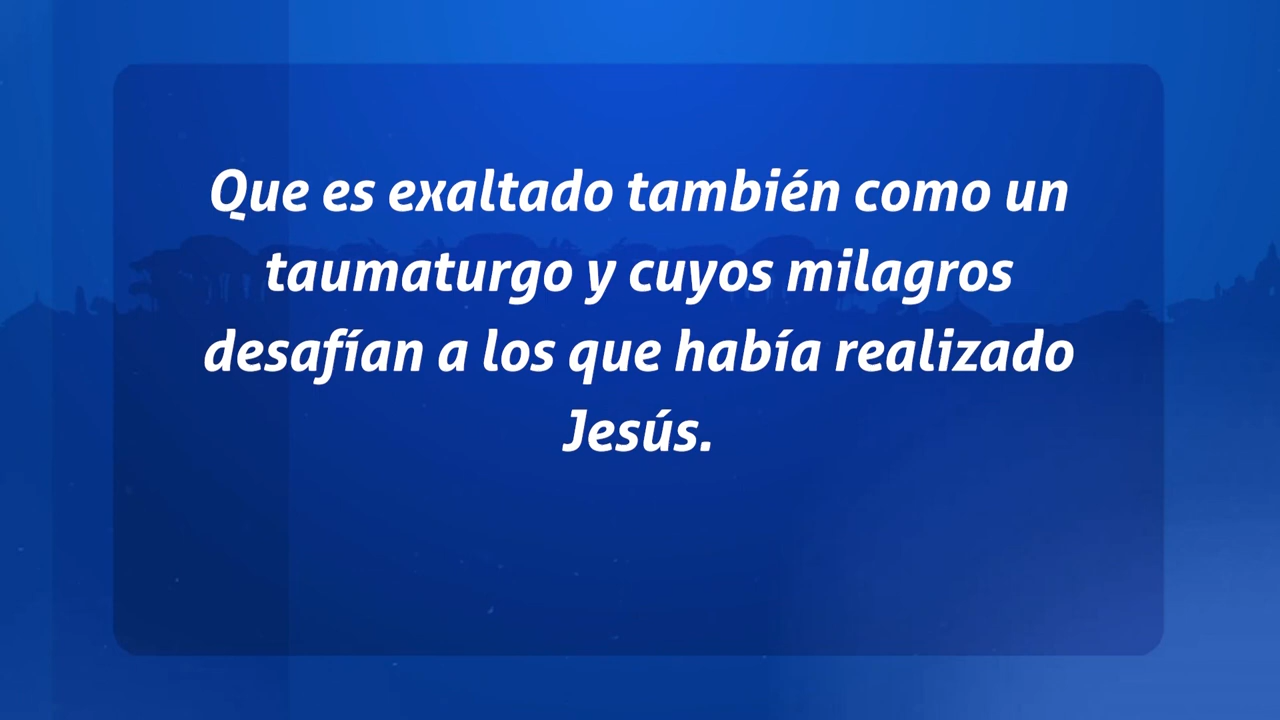 Que es exaltado también como un
taumaturgo y cuyos milagros
desafían a los que había realizado
Jesús.